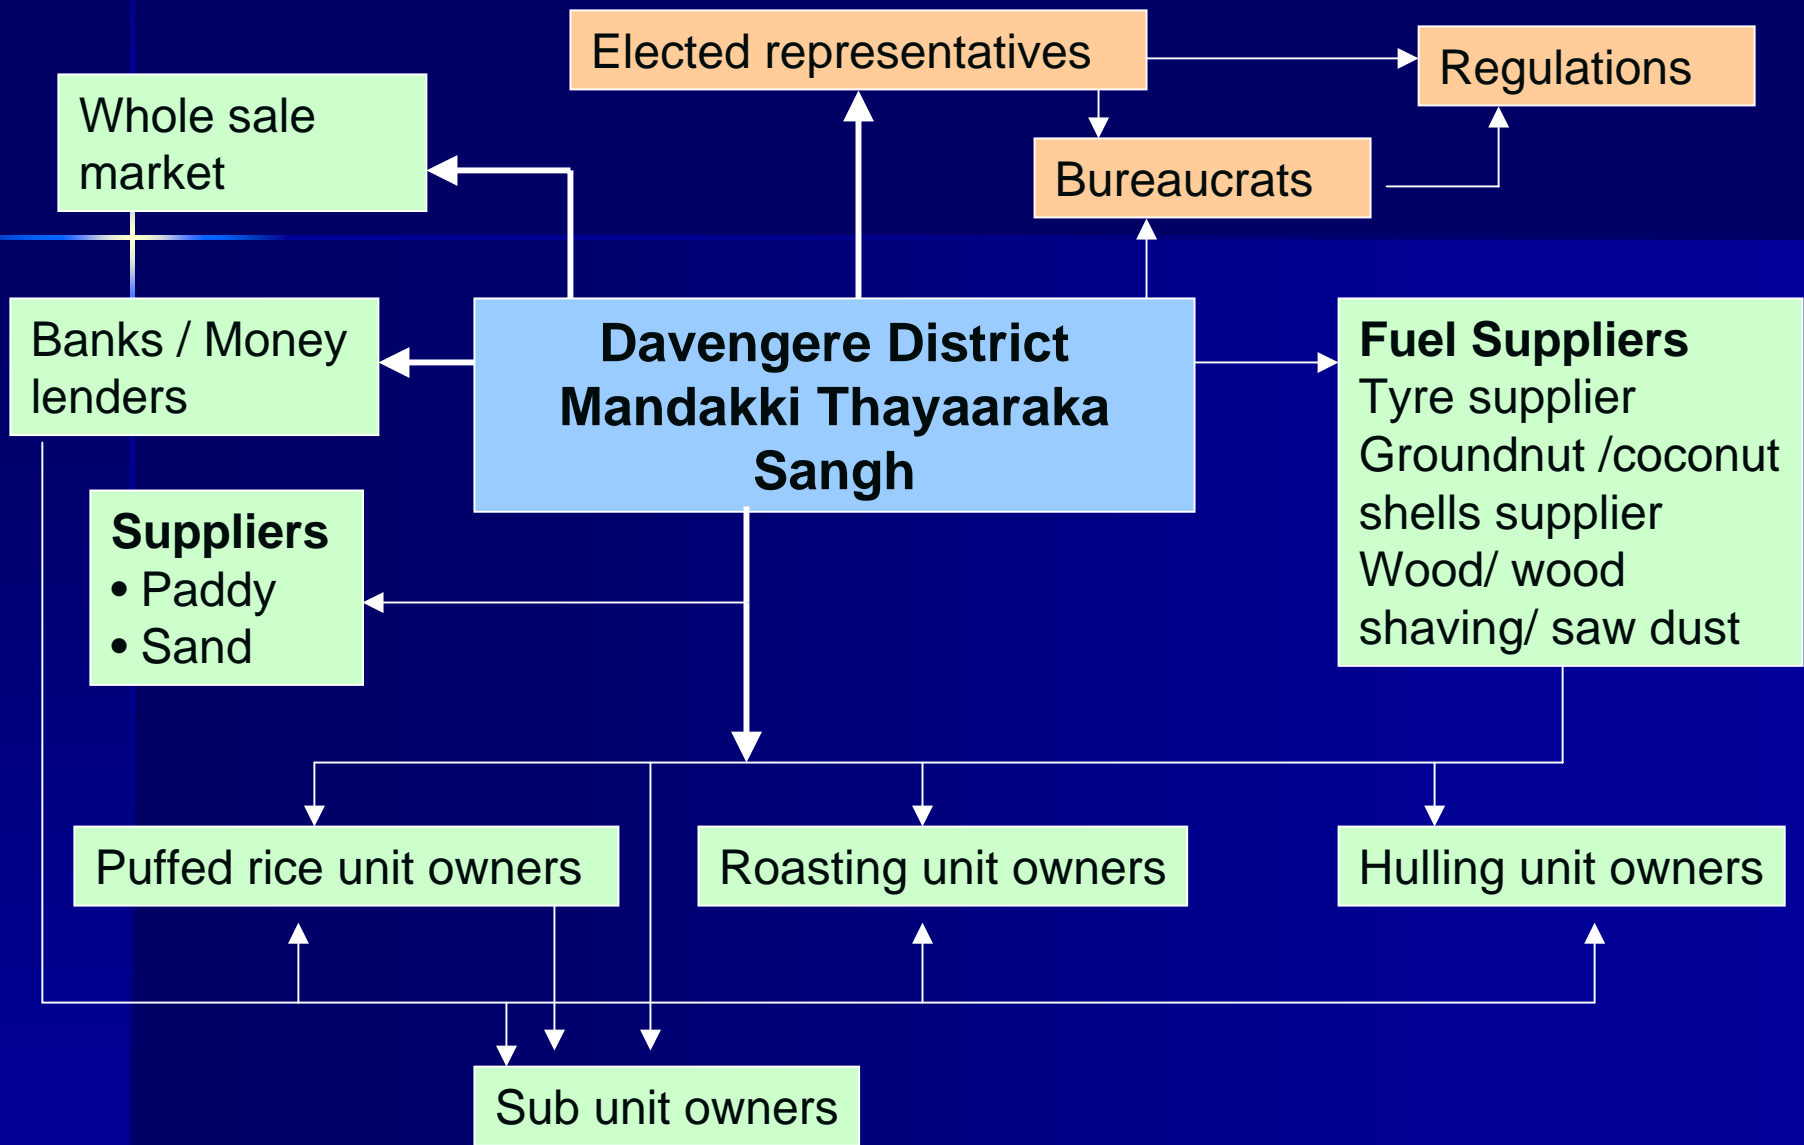 Elected representatives
Regulations
Whole sale
market
Bureaucrats
Banks / Money
lenders
Davengere District
Mandakki Thayaaraka
Sangh
Fuel Suppliers
Tyre supplier
Groundnut /coconut
shells supplier
Wood/ wood
shaving/ saw dust
Suppliers
• Paddy
• Sand
Puffed rice unit owners
Roasting unit owners
Hulling unit owners
Sub unit owners